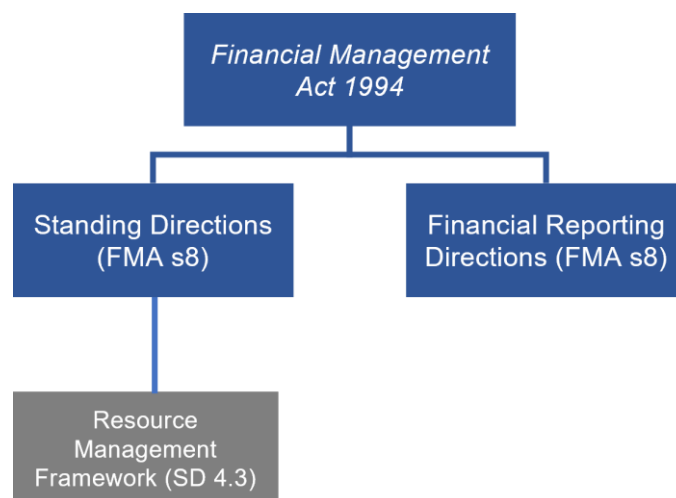 Financial Management
Act 1994
Standing Directions
(FMA s8)
Financial Reporting
Directions (FMA s8)
Resource
Management
Framework (SD 4.3)